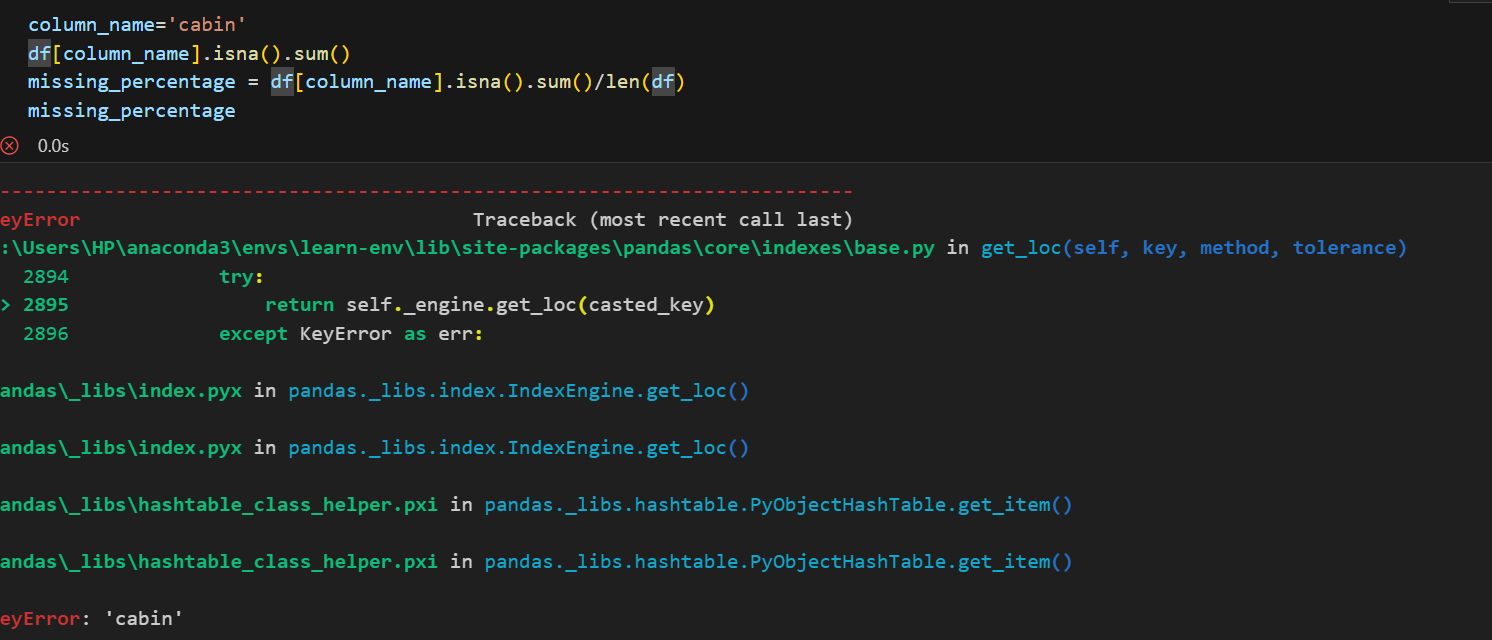 column_name='cabin'
df[column_name].isna().sum()
missing_percentage = df[column_name].isna().sum()/len(df)
missing_percentage
0.0s
---------------------------------------------------------------------------
eyError Traceback (most recent call last)
:\Users\HP\anaconda3\envs\learn-env\lib\site-packages\pandas\core\indexes\base.py in get_loc(self, key, method, tolerance)
2894 try:
> 2895 return self._engine.get_loc(casted_key)
2896 except KeyError as err:
andas\_libs\index.pyx in pandas._libs.index.IndexEngine.get_loc()
andas\_libs\index.pyx in pandas._libs.index.IndexEngine.get_loc()
andas\_libs\hashtable_class_helper.pxi in pandas._libs.hashtable.PyObjectHashTable.get_item()
andas\_libs\hashtable_class_helper.pxi in pandas._libs.hashtable.PyObjectHashTable.get_item()
eyError: 'cabin'